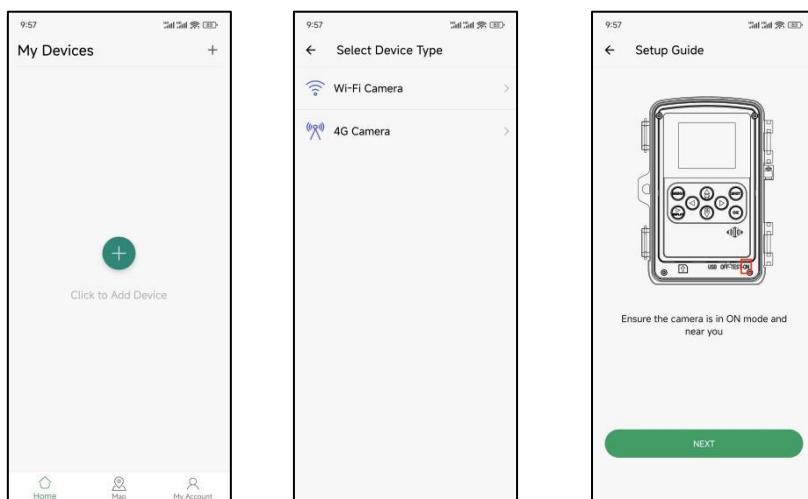 9:57
My Devices
+
Click to Add Device
Home
Map
My Account
9:57
Select Device Type
Wi-Fi Camera
4G Camera
9:57
Setup Guide
USB OFF-TEST-ON
OK
Ensure the camera is in ON mode and
near you
NEXT